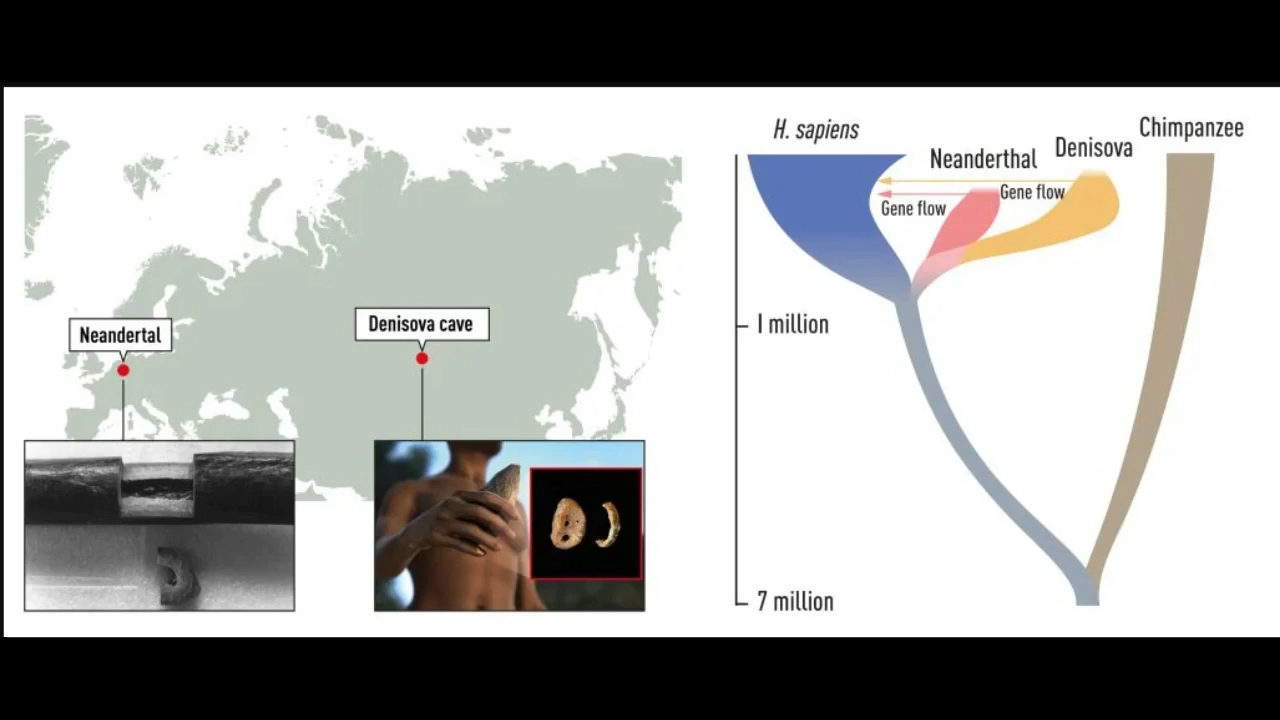 Neandertal
Denisova cave
H. sapiens
Neanderthal
Denisova
Chimpanzee
Gene flow
Gene flow
1 million
7 million